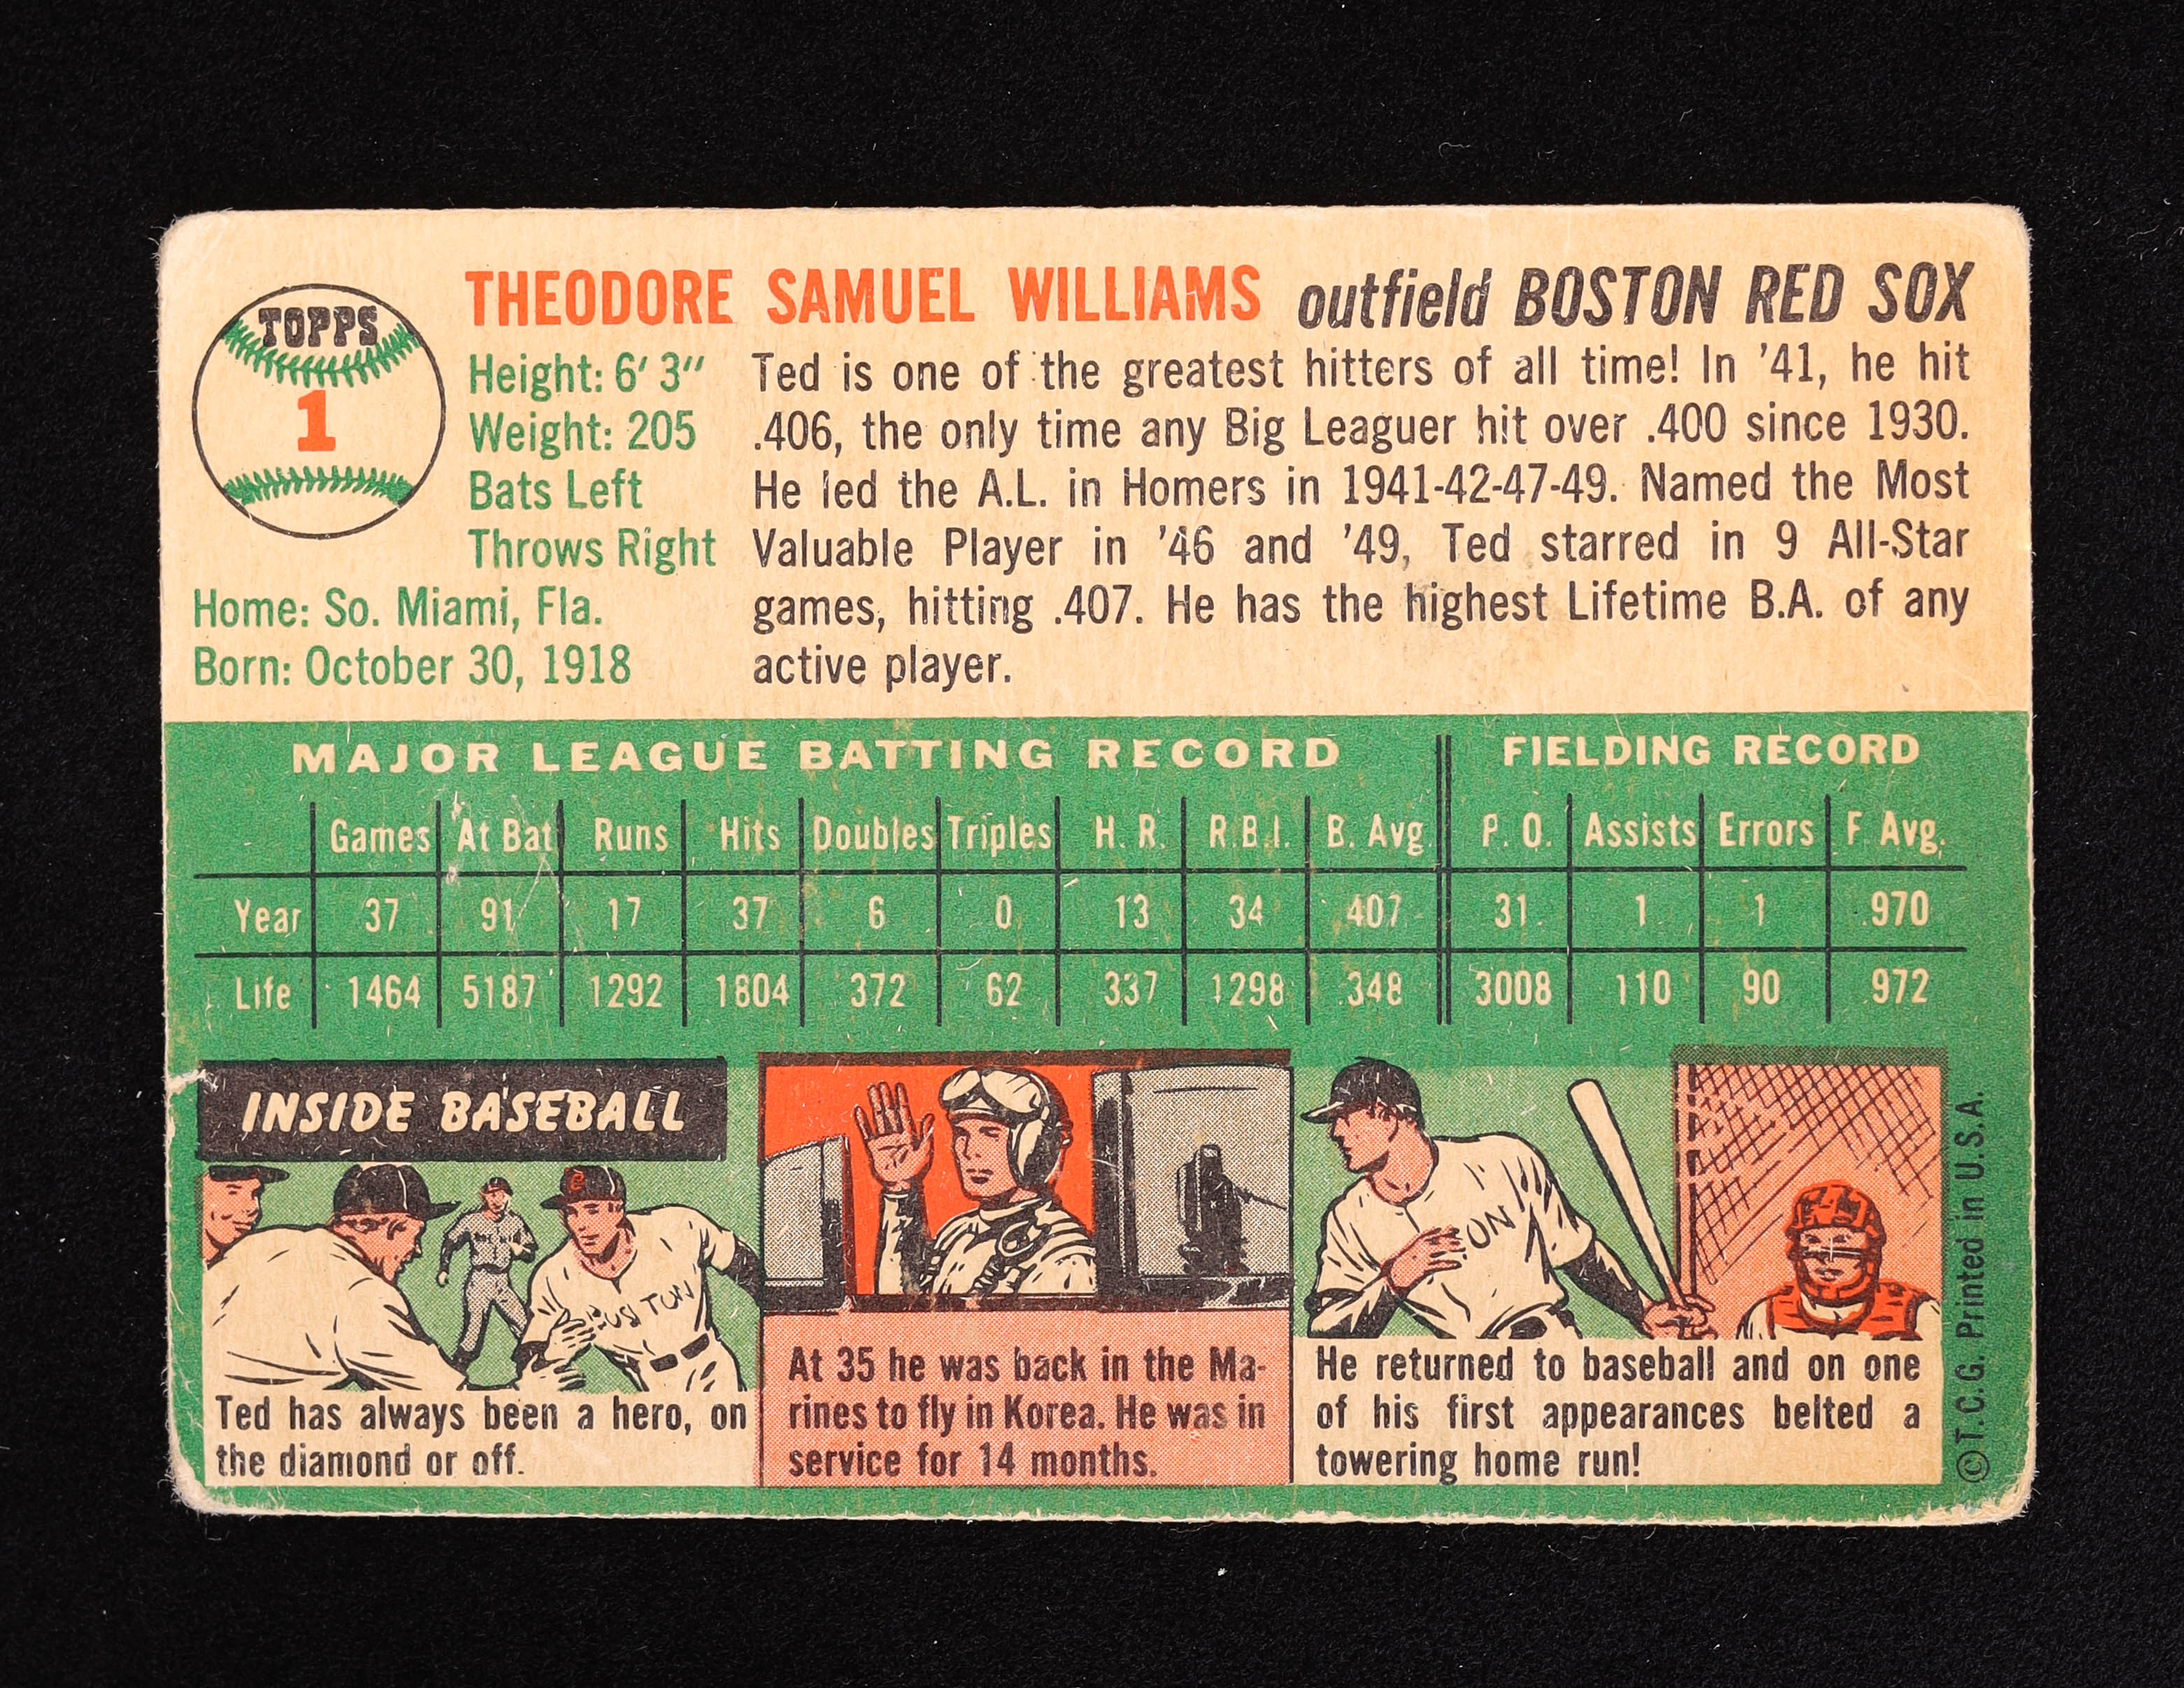 TOPPS
1
THEODORE SAMUEL WILLIAMS outfield BOSTON RED SOX
Height: 6' 3"
Weight: 205
Bats Left
Throws Right
Home: So. Miami, Fla.
Born: October 30, 1918
Ted is one of the greatest hitters of all time! In '41, he hit
.406, the only time any Big Leaguer hit over .400 since 1930.
He led the A.L. in Homers in 1941-42-47-49. Named the Most
Valuable Player in '46 and '49, Ted starred in 9 All-Star
games, hitting .407. He has the highest Lifetime B.A. of any
active player.
MAJOR LEAGUE BATTING RECORD FIELDING RECORD
Games At Bat Runs Hits Doubles Triples H. R. R.B.I. B. Avg. P. O. Assists Errors F. Avg.
Year 37 91 17 37 6 0 13 34 .407 31 1 1 .970
Life 1464 5187 1292 1804 372 62 337 1298 .348 3008 110 90 .972
INSIDE BASEBALL
Ted has always been a hero, on
the diamond or off.
At 35 he was back in the Ma-
rines to fly in Korea. He was in
service for 14 months.
He returned to baseball and on one
of his first appearances belted a
towering home run!
© T.C.G. Printed in U.S.A.